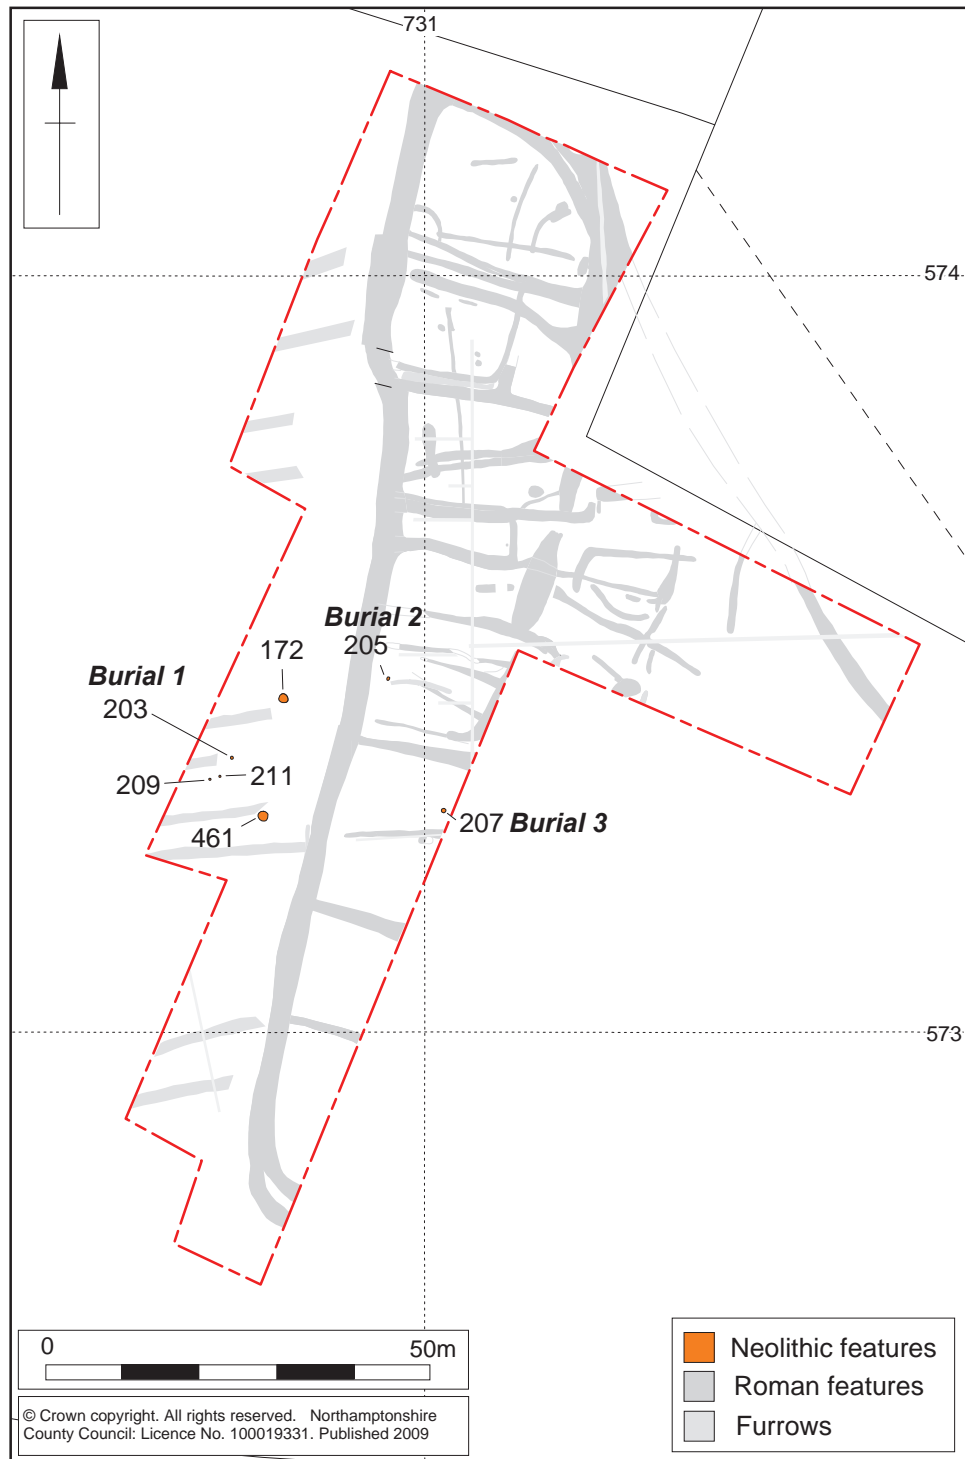 731
574
Burial 2
205
172
Burial 1
203
209
211
461
207 Burial 3
573
0 50m
Neolithic features
Roman features
Furrows
© Crown copyright. All rights reserved. Northamptonshire
County Council: Licence No. 100019331. Published 2009